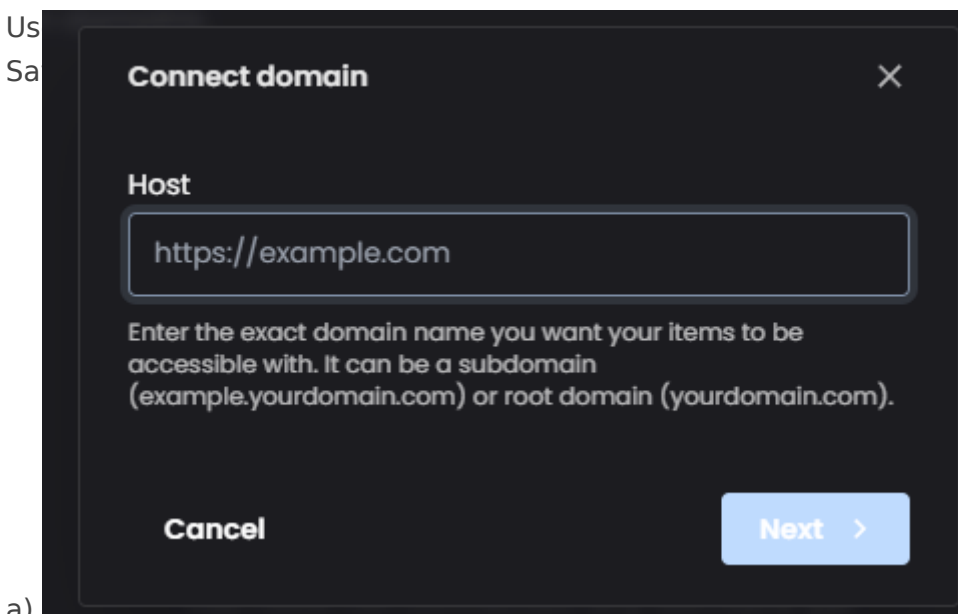 Us
Sa
Connect domain
Host
https://example.com
Enter the exact domain name you want your items to be
accessible with. It can be a subdomain
(example.yourdomain.com) or root domain (yourdomain.com).
Cancel
Next
a)